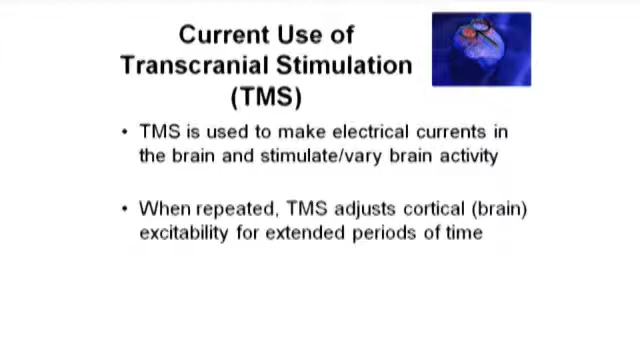 Current Use of
Transcranial Stimulation
(TMS)
• TMS is used to make electrical currents in
the brain and stimulate/vary brain activity
• When repeated, TMS adjusts cortical (brain)
excitability for extended periods of time